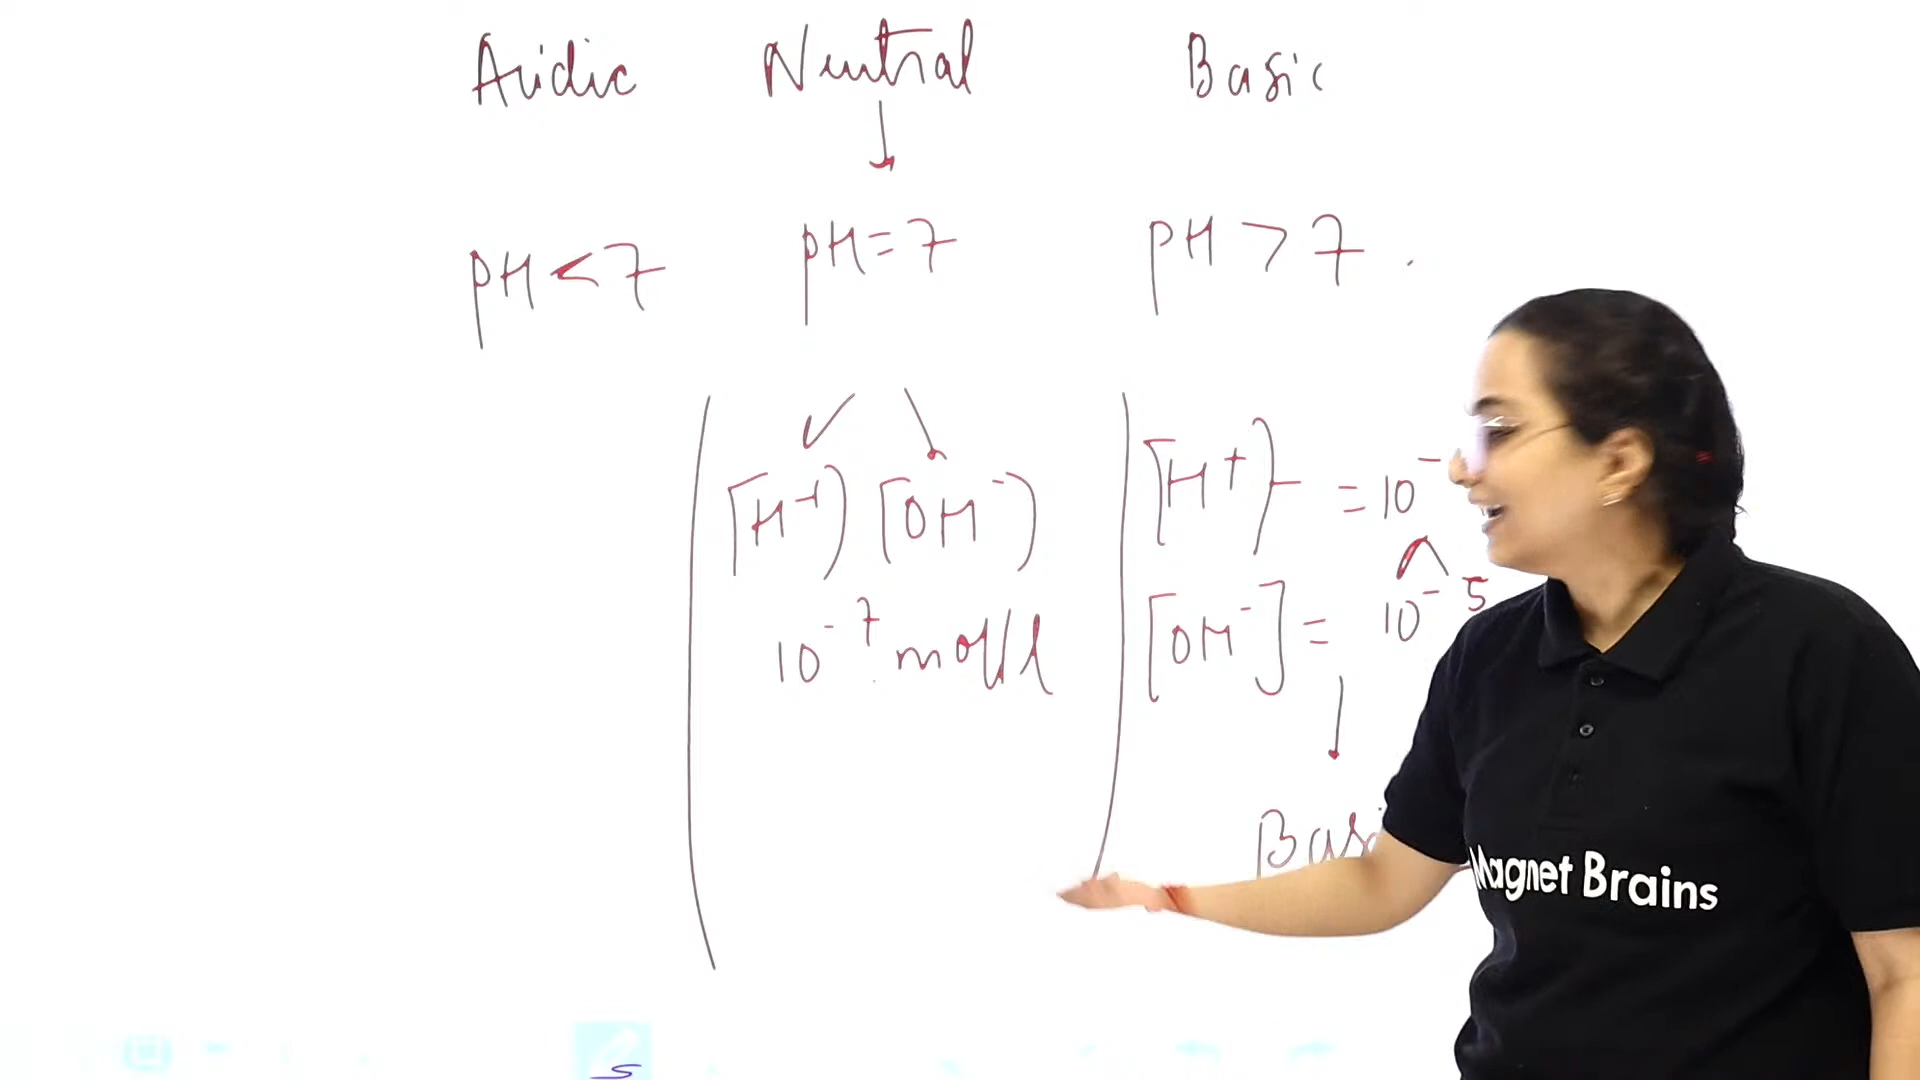 Acidic Neutral Basic
pH < 7 pH = 7 pH > 7
[H+) [OH-) [H+) = 10-
10-7 mol/l [OH-] = 10-5
Magnet Brains